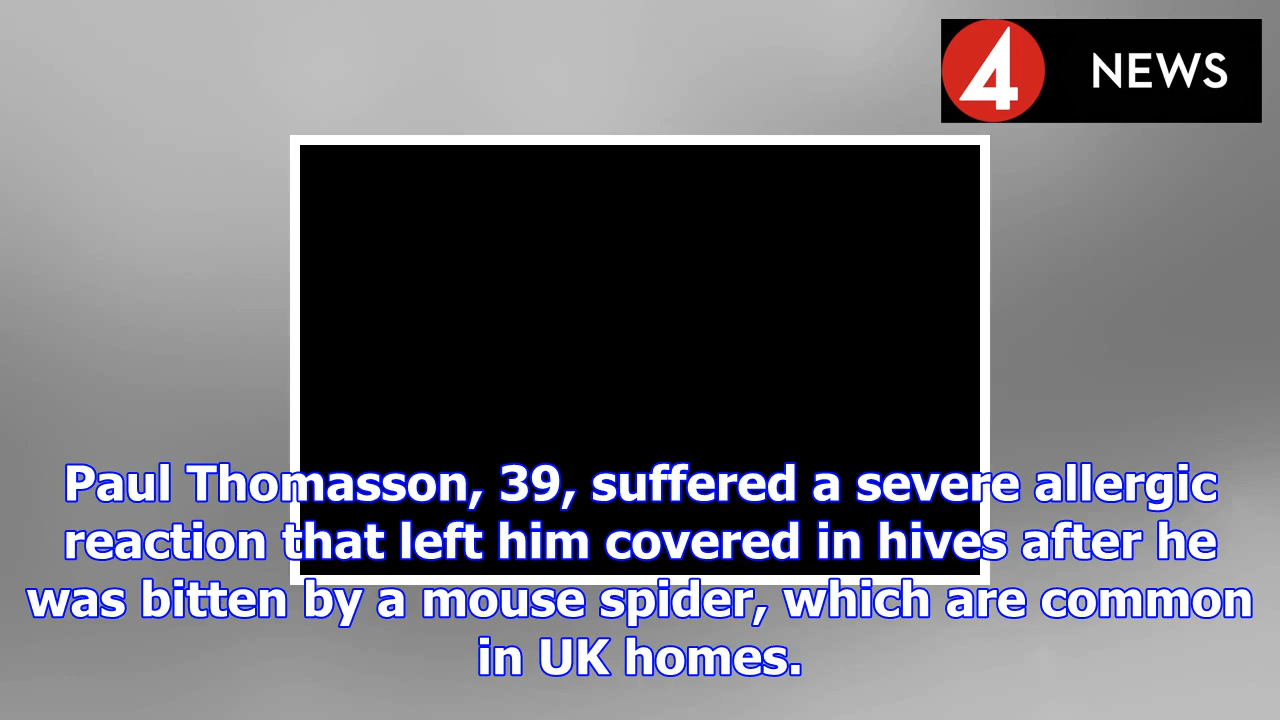 4 NEWS
Paul Thomasson, 39, suffered a severe allergic
reaction that left him covered in hives after he
was bitten by a mouse spider, which are common
in UK homes.